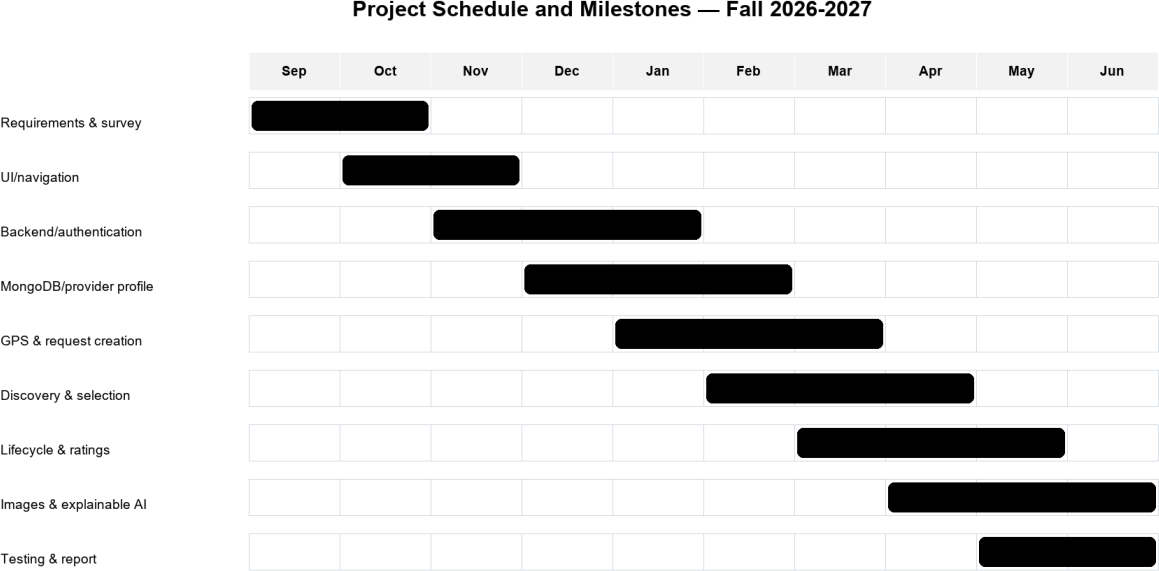 Project Schedule and Milestones — Fall 2026-2027
Sep Oct Nov Dec Jan Feb Mar Apr May Jun
Requirements & survey
UI/navigation
Backend/authentication
MongoDB/provider profile
GPS & request creation
Discovery & selection
Lifecycle & ratings
Images & explainable AI
Testing & report